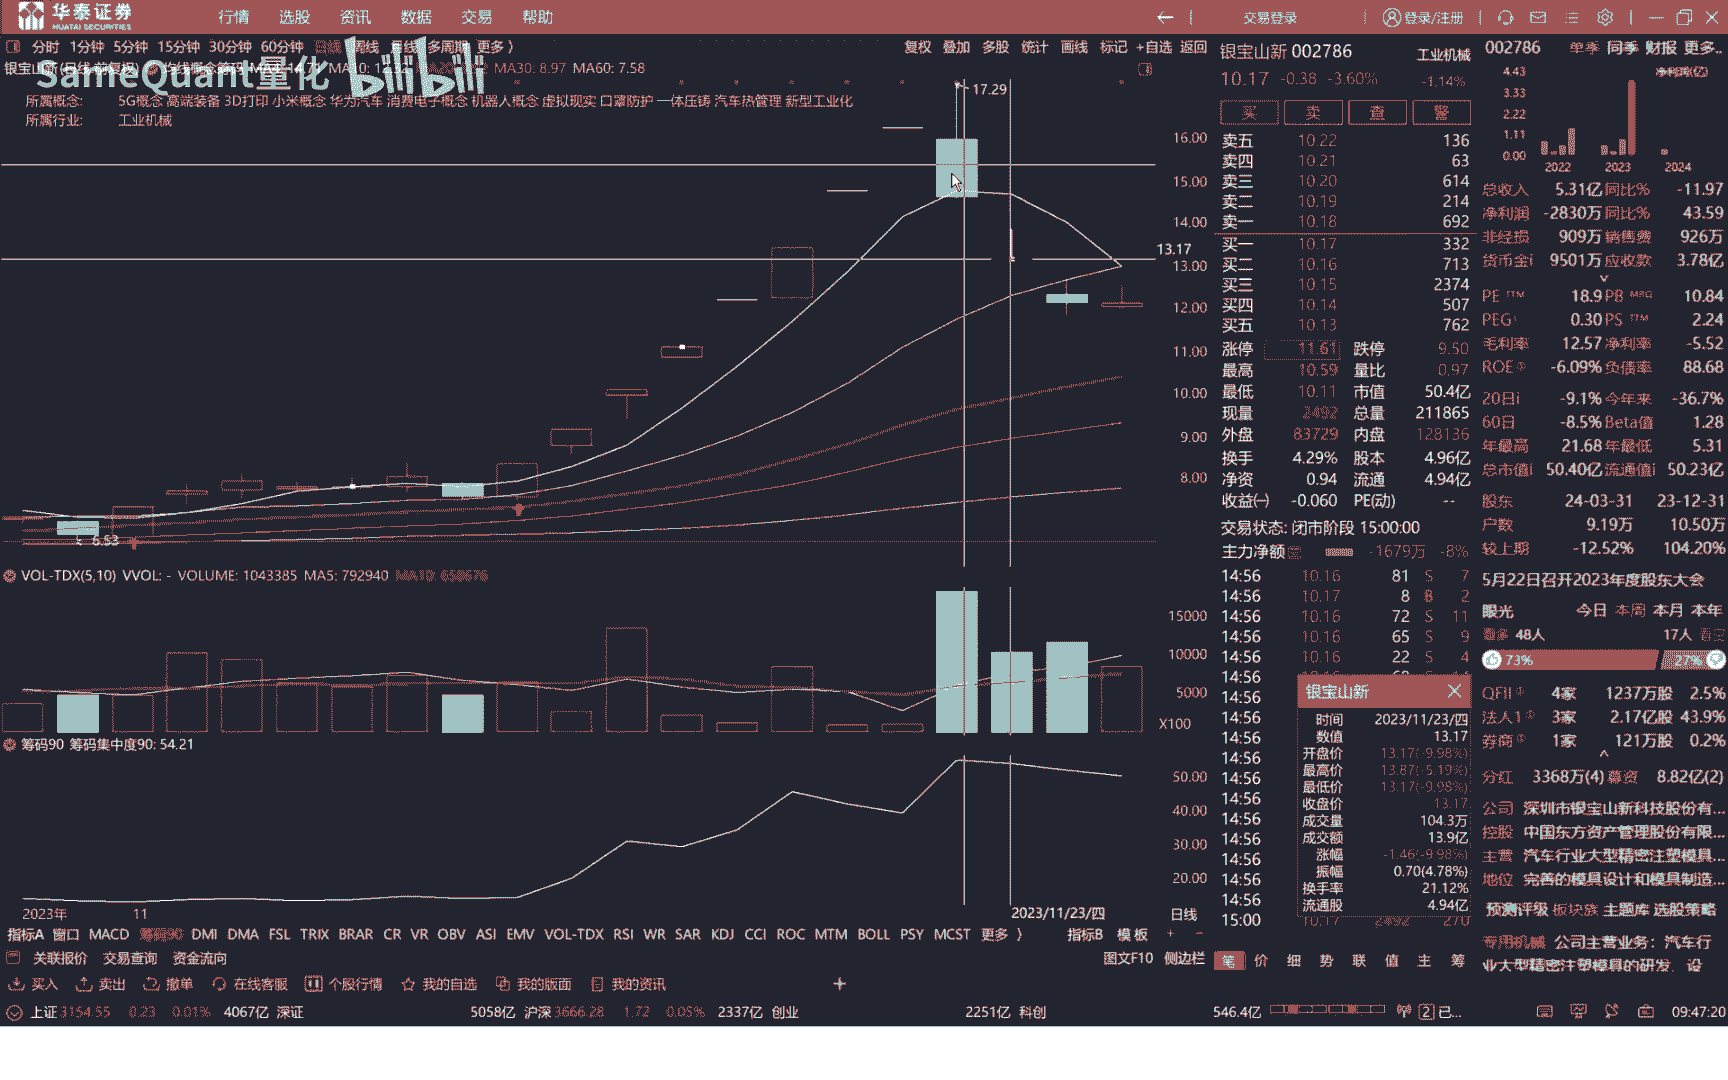 华泰证券
HUATAI SECURITIES
行情 选股 资讯 数据 交易 帮助
交易登录 登录/注册
分时 1分钟 5分钟 15分钟 30分钟 60分钟 日线 周线 月线 多周期 更多 》
复权 叠加 多股 统计 画线 标记 +自选 返回
SameQuant量化 bilibili
MA30: 8.97 MA60: 7.58
所属概念: 5G概念 高端装备 3D打印 小米概念 华为汽车 消费电子概念 机器人概念 虚拟现实 口罩防护 一体压铸 汽车热管理 新型工业化
所属行业: 工业机械
17.29
16.00
15.00
14.00
13.17
13.00
12.00
11.00
10.00
9.00
8.00
6.53
VOL-TDX(5,10) VVOL: - VOLUME: 1043385 MA5: 792940
15000
10000
5000
X100
筹码90 筹码集中度90: 54.21
50.00
40.00
30.00
20.00
2023年 11 2023/11/23/四 日线
指标A 窗口 MACD 筹码90 DMI DMA FSL TRIX BRAR CR VR OBV ASI EMV VOL-TDX RSI WR SAR KDJ CCI ROC MTM BOLL PSY MCST 更多 》 指标B 模板 + -
关联报价 交易查询 资金流向 图文F10 侧边栏
买入 卖出 撤单 在线客服 个股行情 我的自选 我的版面 我的资讯
银宝山新 002786 工业机械
10.17 -0.38 -3.60% -1.14%
买 卖 查 警
卖五 10.22 136
卖四 10.21 63
卖三 10.20 614
卖二 10.19 214
卖一 10.18 692
买一 10.17 332
买二 10.16 713
买三 10.15 2374
买四 10.14 507
买五 10.13 762
涨停 11.61 跌停 9.50
最高 10.59 量比 0.97
最低 10.11 市值 50.4亿
现量 2492 总量 211865
外盘 83729 内盘 128136
换手 4.29% 股本 4.96亿
净资 0.94 流通 4.94亿
收益㈠ -0.060 PE(动) --
交易状态: 闭市阶段 15:00:00
主力净额 -1679万 -8%
14:56 10.16 81 S 7
14:56 10.17 8 B 2
14:56 10.16 72 S 11
14:56 10.16 65 S 9
14:56 10.16 22 S 4
14:56
14:56
14:56
14:56
14:56
14:56
14:56
14:56
14:56
14:56
14:56
14:56
15:00 10.17 2492 270
笔 价 细 势 联 值 主 筹
银宝山新
时间 2023/11/23/四
数值 13.17
开盘价 13.17(-9.98%)
最高价 13.87(-5.19%)
最低价 13.17(-9.98%)
收盘价 13.17
成交量 104.3万
成交额 13.9亿
涨幅 -1.46(-9.98%)
振幅 0.70(4.78%)
换手率 21.12%
流通股 4.94亿
002786 单季 同季 财报 更多..
净利润(亿)
4.43
3.33
2.22
1.11
0.00
2022 2023 2024
总收入 5.31亿 同比% -11.97
净利润 -2830万 同比% 43.59
非经损 909万 销售费 926万
货币金i 9501万 应收款 3.78亿
PE TTM 18.9 PB MRQ 10.84
PEG 0.30 PS TTM 2.24
毛利率 12.57 净利率 -5.52
ROE -6.09% 负债率 88.68
20日i -9.1% 今年来 -36.7%
60日 -8.5% Beta值 1.28
年最高 21.68 年最低 5.31
总市值i 50.40亿 流通值i 50.23亿
股东 24-03-31 23-12-31
户数 9.19万 10.50万
较上期 -12.52% 104.20%
5月22日召开2023年度股东大会
眼光 今日 本周 本月 本年
看多 48人 17人 看空
73% 27%
QFII 4家 1237万股 2.5%
法人1 3家 2.17亿股 43.9%
券商 1家 121万股 0.2%
分红 3368万(4) 募资 8.82亿(2)
公司 深圳市银宝山新科技股份有...
控股 中国东方资产管理股份有限...
主营 汽车行业大型精密注塑模具...
地位 完善的模具设计和模具制造...
预测评级 板块族 主题库 选股策略
专用机械 公司主营业务：汽车行
业大型精密注塑模具的研发、设
上证 3154.55 0.23 0.01% 4067亿 深证 5058亿 沪深 3666.28 1.72 0.05% 2337亿 创业 2251亿 科创 546.4亿 2 已... 09:47:20